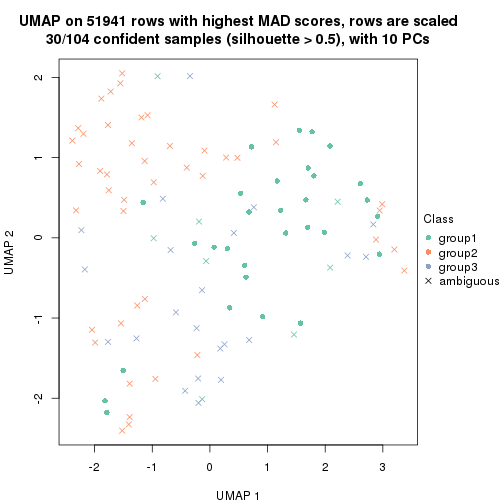 UMAP on 51941 rows with highest MAD scores, rows are scaled
30/104 confident samples (silhouette > 0.5), with 10 PCs
2
1
0
-1
-2
UMAP 2
-2
-1
0
1
2
3
UMAP 1
Class
group1
group2
group3
ambiguous